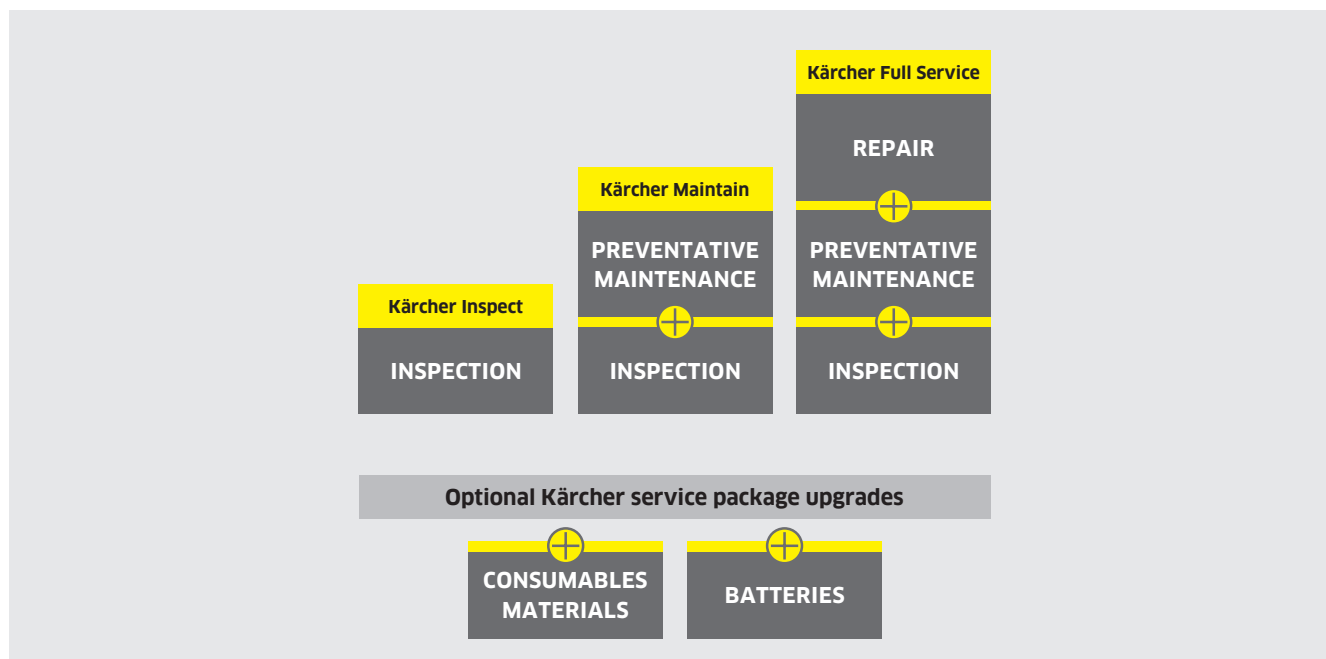 Kärcher Full Service
REPAIR
Kärcher Maintain
PREVENTATIVE
MAINTENANCE
PREVENTATIVE
MAINTENANCE
Kärcher Inspect
INSPECTION
INSPECTION
INSPECTION
Optional Kärcher service package upgrades
CONSUMABLES
MATERIALS
BATTERIES